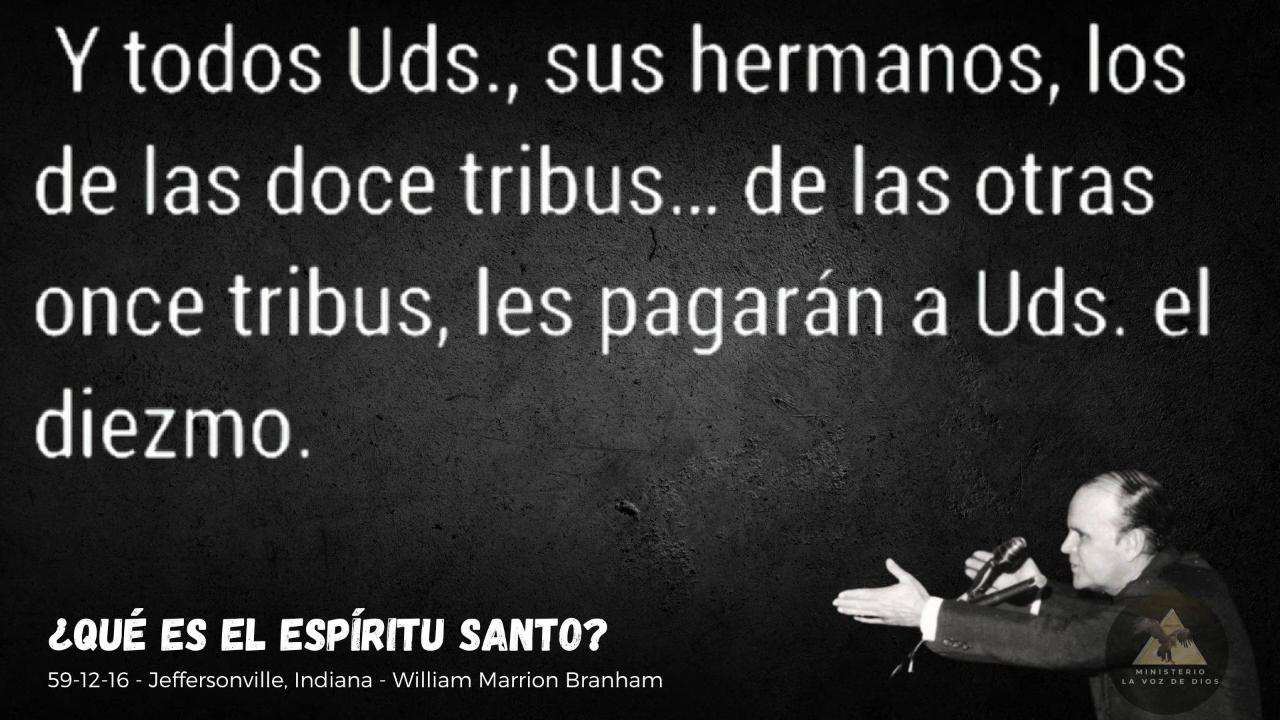 Y todos Uds., sus hermanos, los
de las doce tribus... de las otras
once tribus, les pagarán a Uds. el
diezmo.
¿QUÉ ES EL ESPÍRITU SANTO?
59-12-16 - Jeffersonville, Indiana - William Marrion Branham
MINISTERIO
LA VOZ DE DIOS